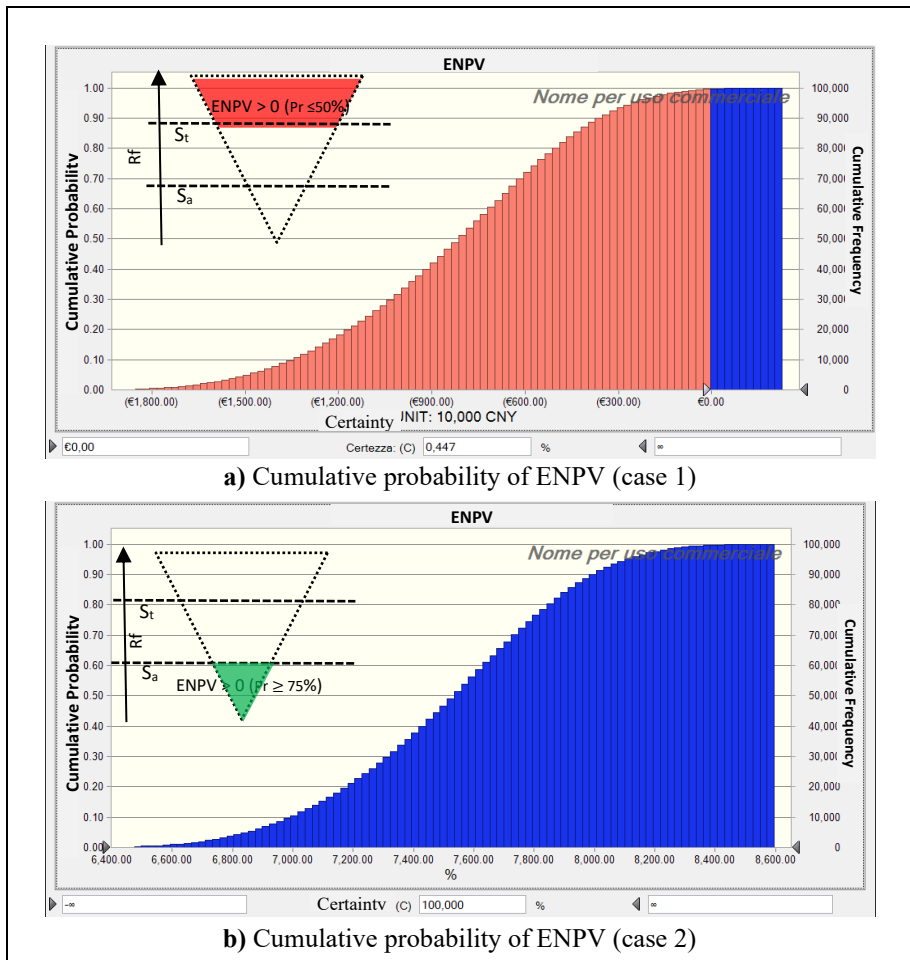 ENPV
Nome per uso commerciale
ENPV > 0 (Pr ≤50%)
St
Rf
Sa
Cumulative Probability
1.00
0.90
0.80
0.70
0.60
0.50
0.40
0.30
0.20
0.10
0.00
100,000
90,000
80,000
70,000
60,000
50,000
40,000
30,000
20,000
10,000
0
Cumulative Frequency
(€1,800.00) (€1,500.00) (€1,200.00) (€900.00) (€600.00) (€300.00) €0.00
Certainty JNIT: 10,000 CNY
€0,00 Certezza: (C) 0,447 % ∞
a) Cumulative probability of ENPV (case 1)
ENPV
Nome per uso commerciale
St
Rf
Sa
ENPV > 0 (Pr ≥ 75%)
Cumulative Probability
1.00
0.90
0.80
0.70
0.60
0.50
0.40
0.30
0.20
0.10
0.00
100,000
90,000
80,000
70,000
60,000
50,000
40,000
30,000
20,000
10,000
0
Cumulative Frequency
6,400.00 6,600.00 6,800.00 7,000.00 7,200.00 7,400.00 7,600.00 7,800.00 8,000.00 8,200.00 8,400.00 8,600.00
%
-∞ Certainty (C) 100,000 % ∞
b) Cumulative probability of ENPV (case 2)